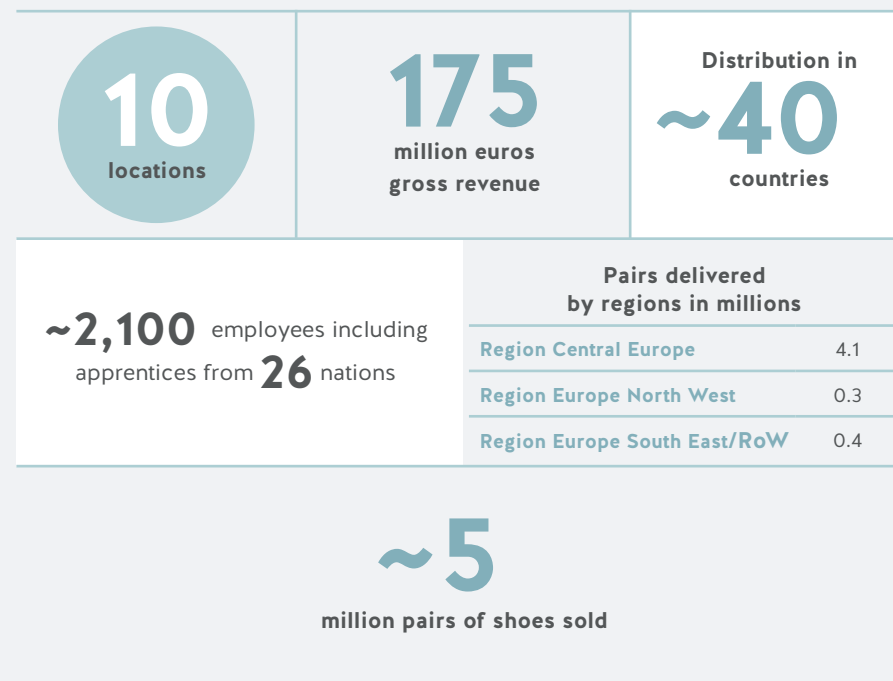 10
locations
175
million euros
gross revenue
Distribution in
~40
countries
~2,100 employees including
apprentices from 26 nations
Pairs delivered
by regions in millions
Region Central Europe 4.1
Region Europe North West 0.3
Region Europe South East/RoW 0.4
~5
million pairs of shoes sold